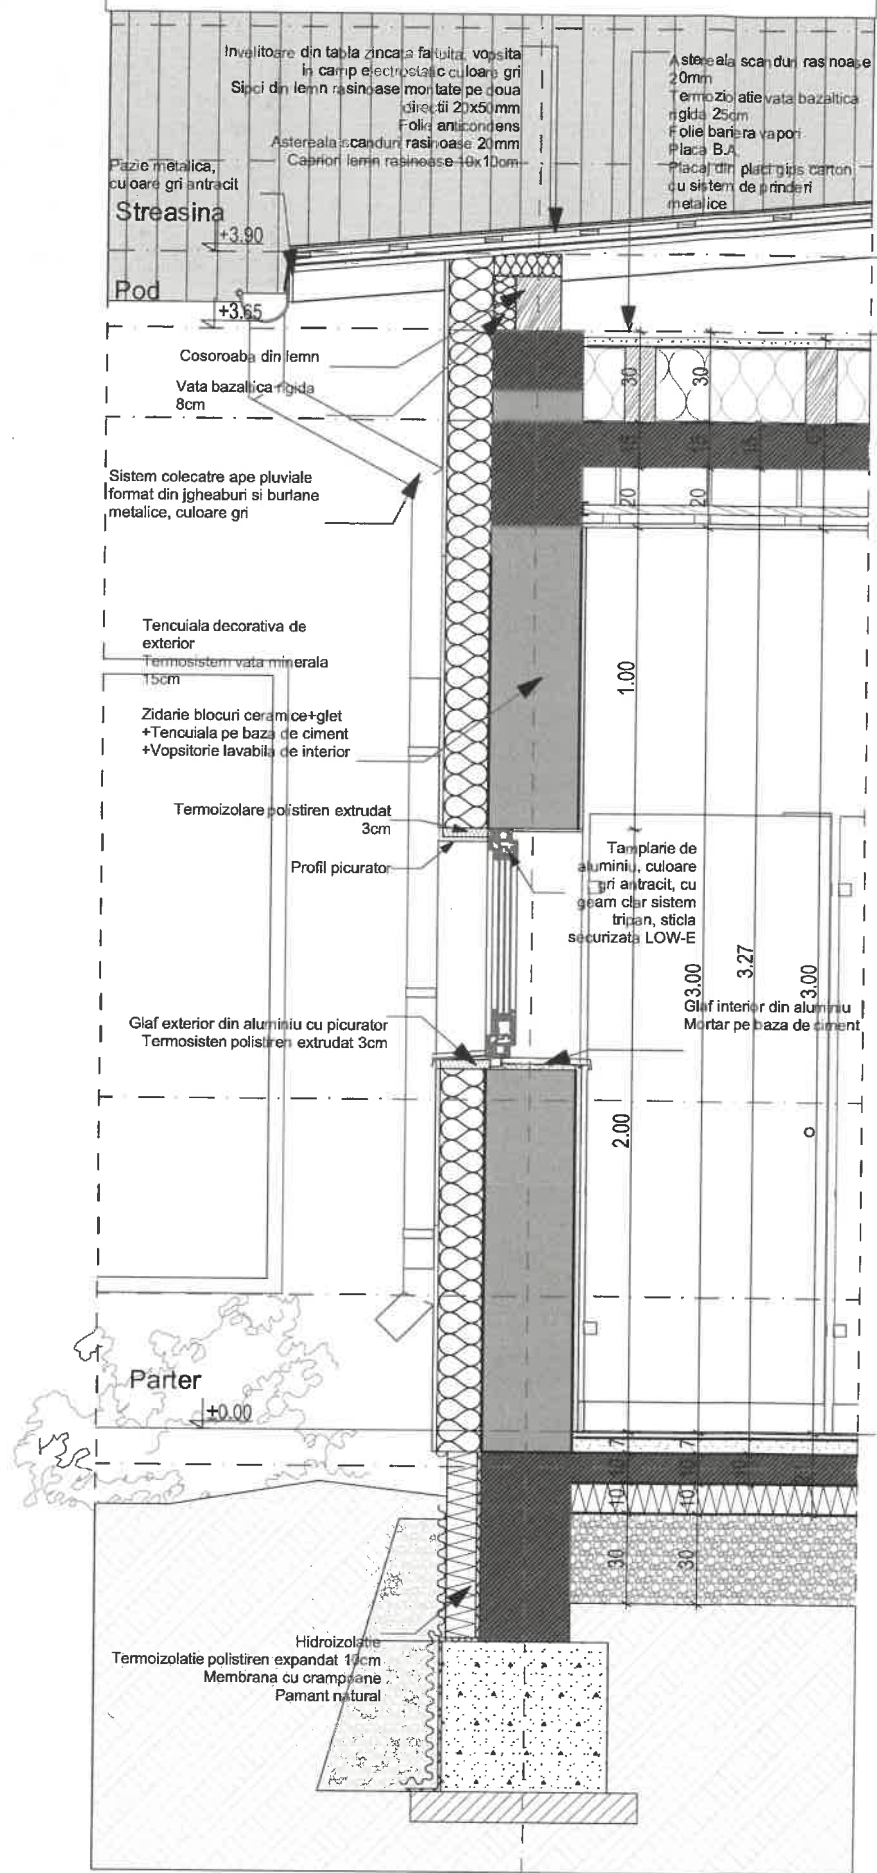 Invelitoare din tabla zincata faltuita, vopsita
in camp electrostatic culoare gri
Sipci din lemn rasinoase montate pe doua
directii 20x50mm
Folie anticondens
Astereala scanduri rasinoase 20mm
Capriori lemn rasinoase 10x10cm
Astereala scanduri rasinoase
20mm
Termoziolatie vata bazaltica
rigida 25cm
Folie bariera vapori
Placa B.A.
Placaj din placi gips carton
cu sistem de prinderi
metalice
Pazie metalica,
culoare gri antracit
Streasina
+3.90
Pod
+3.65
Cosoroaba din lemn
Vata bazaltica rigida
8cm
30
30
15
15
15
20
20
Sistem colecatre ape pluviale
format din jgheaburi si burlane
metalice, culoare gri
Tencuiala decorativa de
exterior
Termosistem vata minerala
15cm
1.00
Zidarie blocuri ceramice+glet
+Tencuiala pe baza de ciment
+Vopsitorie lavabila de interior
Termoizolare polistiren extrudat
3cm
Profil picurator
Tamplarie de
aluminiu, culoare
gri antracit, cu
geam clar sistem
tripan, sticla
securizata LOW-E
3.00
3.27
3.00
Glaf exterior din aluminiu cu picurator
Termosisten polistiren extrudat 3cm
Glaf interior din aluminiu
Mortar pe baza de ciment
2.00
Parter
±0.00
7
7
10
10
30
30
Hidroizolatie
Termoizolatie polistiren expandat 10cm
Membrana cu crampoane
Pamant natural